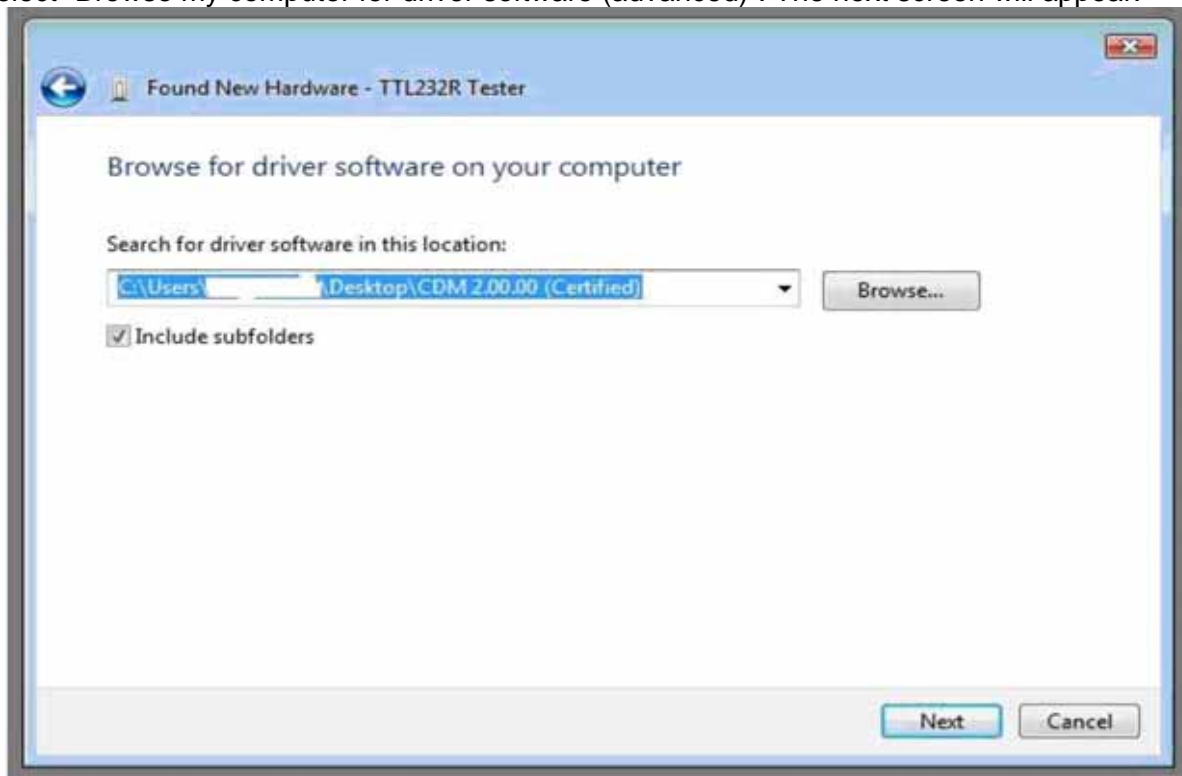 Select "Browse my computer for driver software (advanced)". The next screen will appear.
Found New Hardware - TTL232R Tester
Browse for driver software on your computer
Search for driver software in this location:
C:\Users\ \Desktop\CDM 2.00.00 (Certified)
Browse...
Include subfolders
Next
Cancel